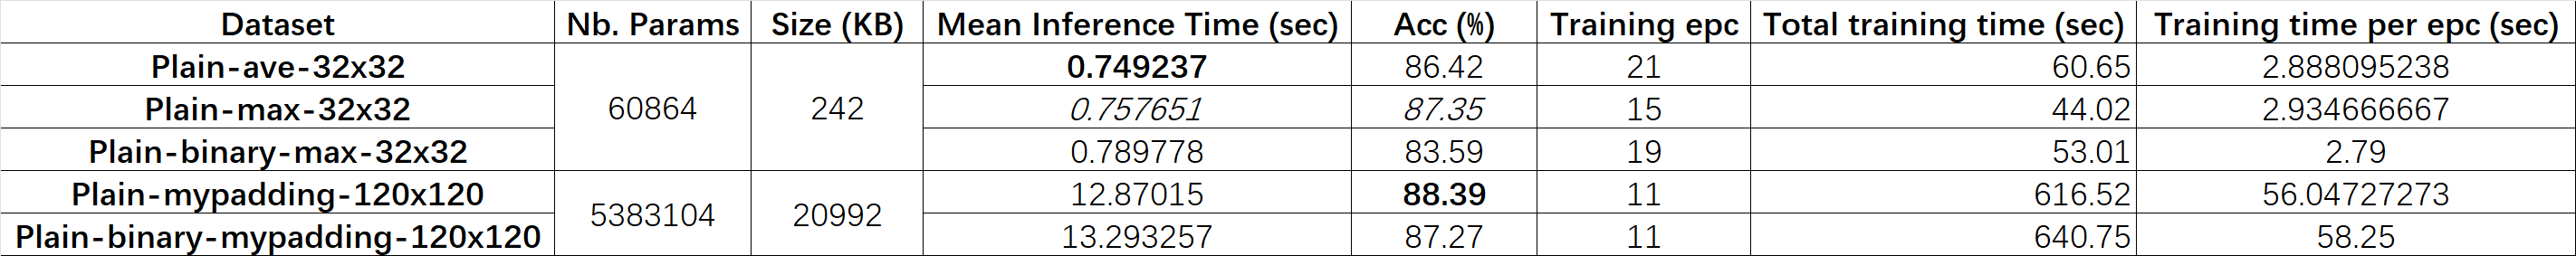 Dataset Nb. Params Size (KB) Mean Inference Time (sec) Acc (%) Training epc Total training time (sec) Training time per epc (sec)
Plain-ave-32x32 0.749237 86.42 21 60.65 2.888095238
Plain-max-32x32 60864 242 0.757651 87.35 15 44.02 2.934666667
Plain-binary-max-32x32 0.789778 83.59 19 53.01 2.79
Plain-mypadding-120x120 12.87015 88.39 11 616.52 56.04727273
5383104 20992
Plain-binary-mypadding-120x120 13.293257 87.27 11 640.75 58.25